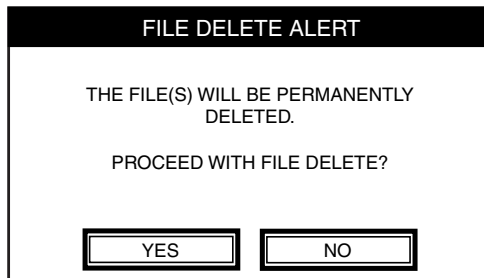 FILE DELETE ALERT
THE FILE(S) WILL BE PERMANENTLY
DELETED.
PROCEED WITH FILE DELETE?
YES
NO